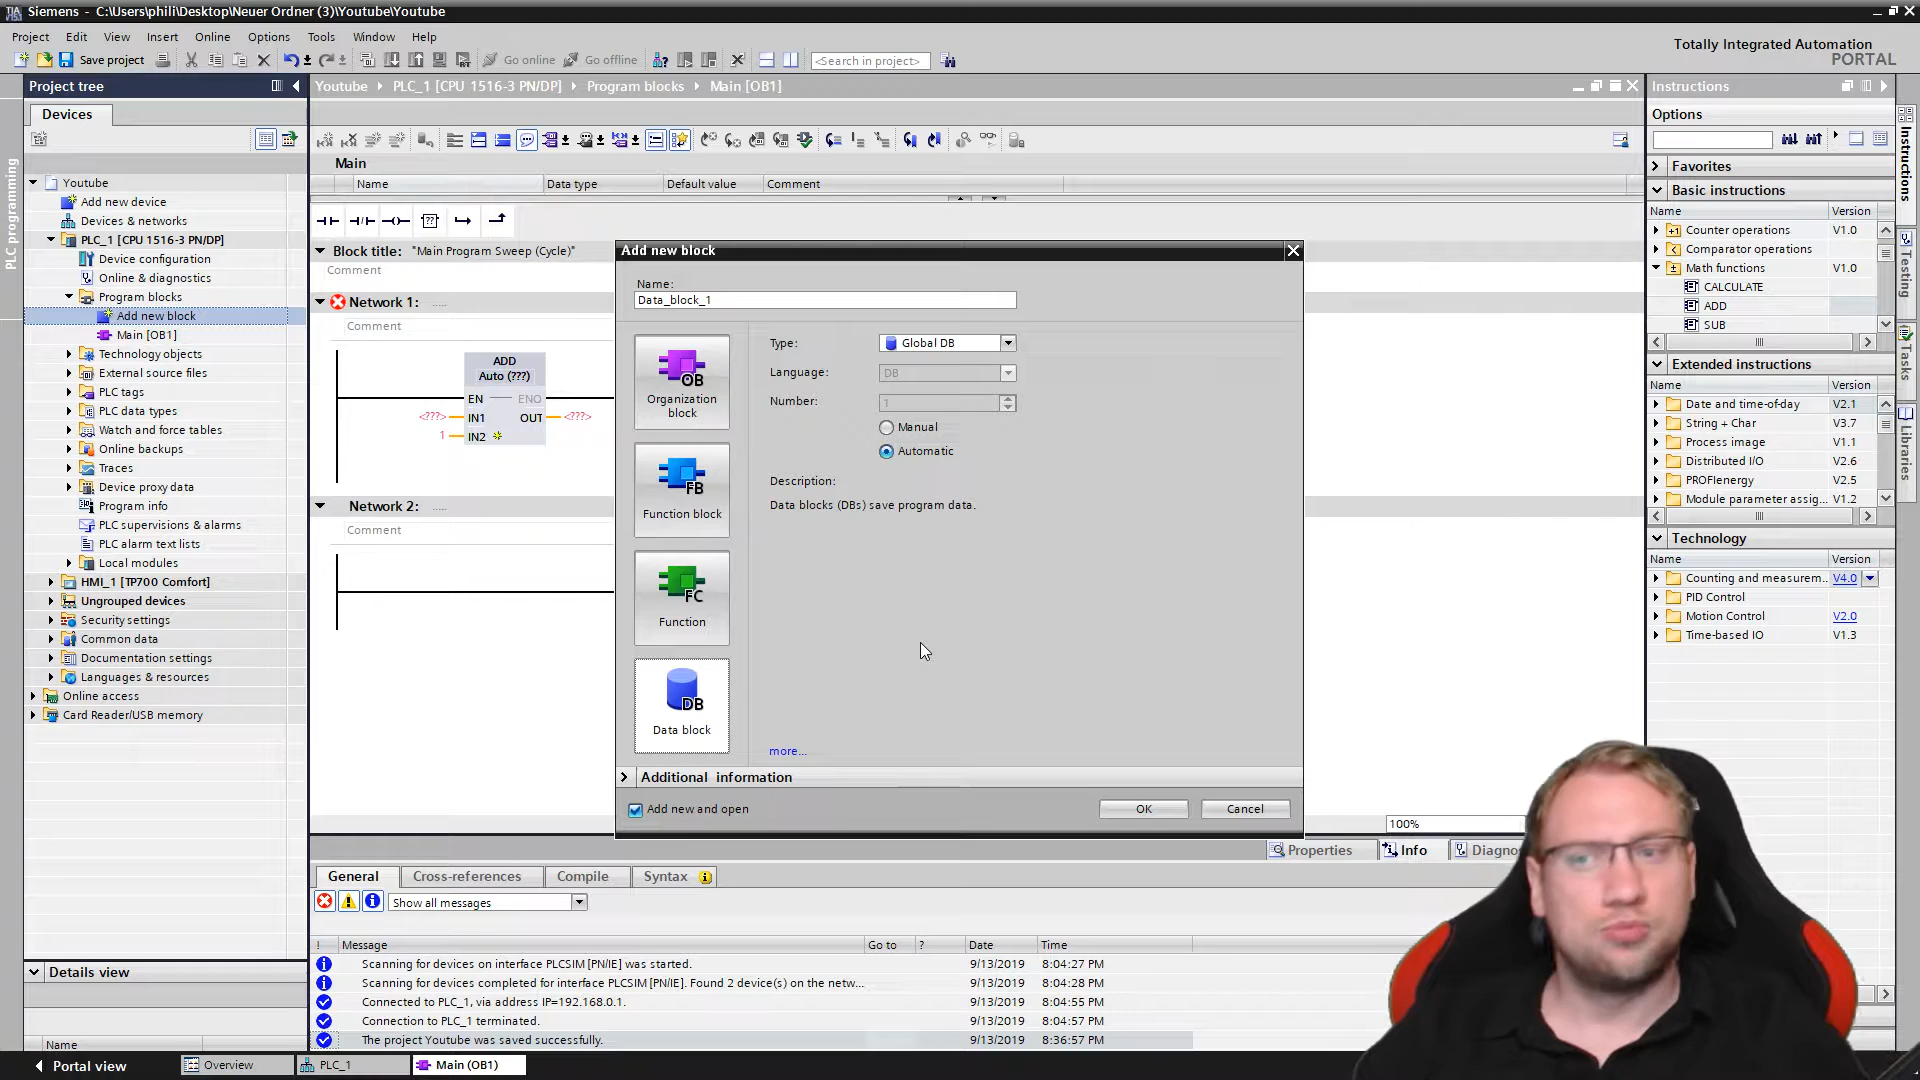 Siemens - C:\Users\phili\Desktop\Neuer Ordner (3)\Youtube\Youtube
Project Edit View Insert Online Options Tools Window Help
Totally Integrated Automation
PORTAL
Save project
Go online
Go offline
<Search in project>
Project tree
Youtube
PLC_1 [CPU 1516-3 PN/DP]
Program blocks
Main [OB1]
Instructions
Devices
Options
PLC programming
Main
Name Data type Default value Comment
Youtube
Add new device
Devices & networks
PLC_1 [CPU 1516-3 PN/DP]
Device configuration
Online & diagnostics
Program blocks
Add new block
Main [OB1]
Technology objects
External source files
PLC tags
PLC data types
Watch and force tables
Online backups
Traces
Device proxy data
Program info
PLC supervisions & alarms
PLC alarm text lists
Local modules
HMI_1 [TP700 Comfort]
Ungrouped devices
Security settings
Common data
Documentation settings
Languages & resources
Online access
Card Reader/USB memory
Details view
Name
??
Block title: "Main Program Sweep (Cycle)"
Comment
Network 1: .....
Comment
ADD
Auto (???)
EN ENO
<???> IN1 OUT <???>
1 IN2
Network 2: .....
Comment
Add new block
Name:
Data_block_1
OB
Organization
block
FB
Function block
FC
Function
DB
Data block
Type: Global DB
Language: DB
Number: 1
Manual
Automatic
Description:
Data blocks (DBs) save program data.
more...
Additional information
Add new and open
OK
Cancel
100%
Favorites
Basic instructions
Name Version
Counter operations V1.0
Comparator operations
Math functions V1.0
CALCULATE
ADD
SUB
Extended instructions
Name Version
Date and time-of-day V2.1
String + Char V3.7
Process image V1.1
Distributed I/O V2.6
PROFIenergy V2.5
Module parameter assig... V1.2
Technology
Name Version
Counting and measurem... V4.0
PID Control
Motion Control V2.0
Time-based IO V1.3
Instructions
Testing
Tasks
Libraries
Properties
Info
Diagno
General
Cross-references
Compile
Syntax
Show all messages
! Message Go to ? Date Time
Scanning for devices on interface PLCSIM [PN/IE] was started. 9/13/2019 8:04:27 PM
Scanning for devices completed for interface PLCSIM [PN/IE]. Found 2 device(s) on the netw... 9/13/2019 8:04:28 PM
Connected to PLC_1, via address IP=192.168.0.1. 9/13/2019 8:04:55 PM
Connection to PLC_1 terminated. 9/13/2019 8:04:57 PM
The project Youtube was saved successfully. 9/13/2019 8:36:57 PM
Portal view
Overview
PLC_1
Main (OB1)